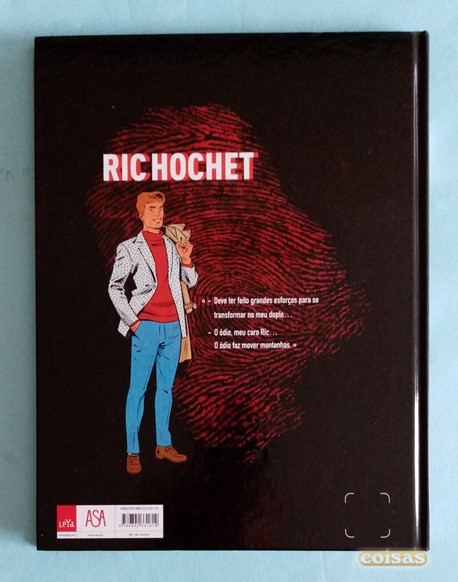 RIC HOCHET
« - Deve ter feito grandes esforços para se
transformar no meu duplo...
- O ódio, meu caro Ric...
O ódio faz mover montanhas. »
LEYA
ASA
coisas